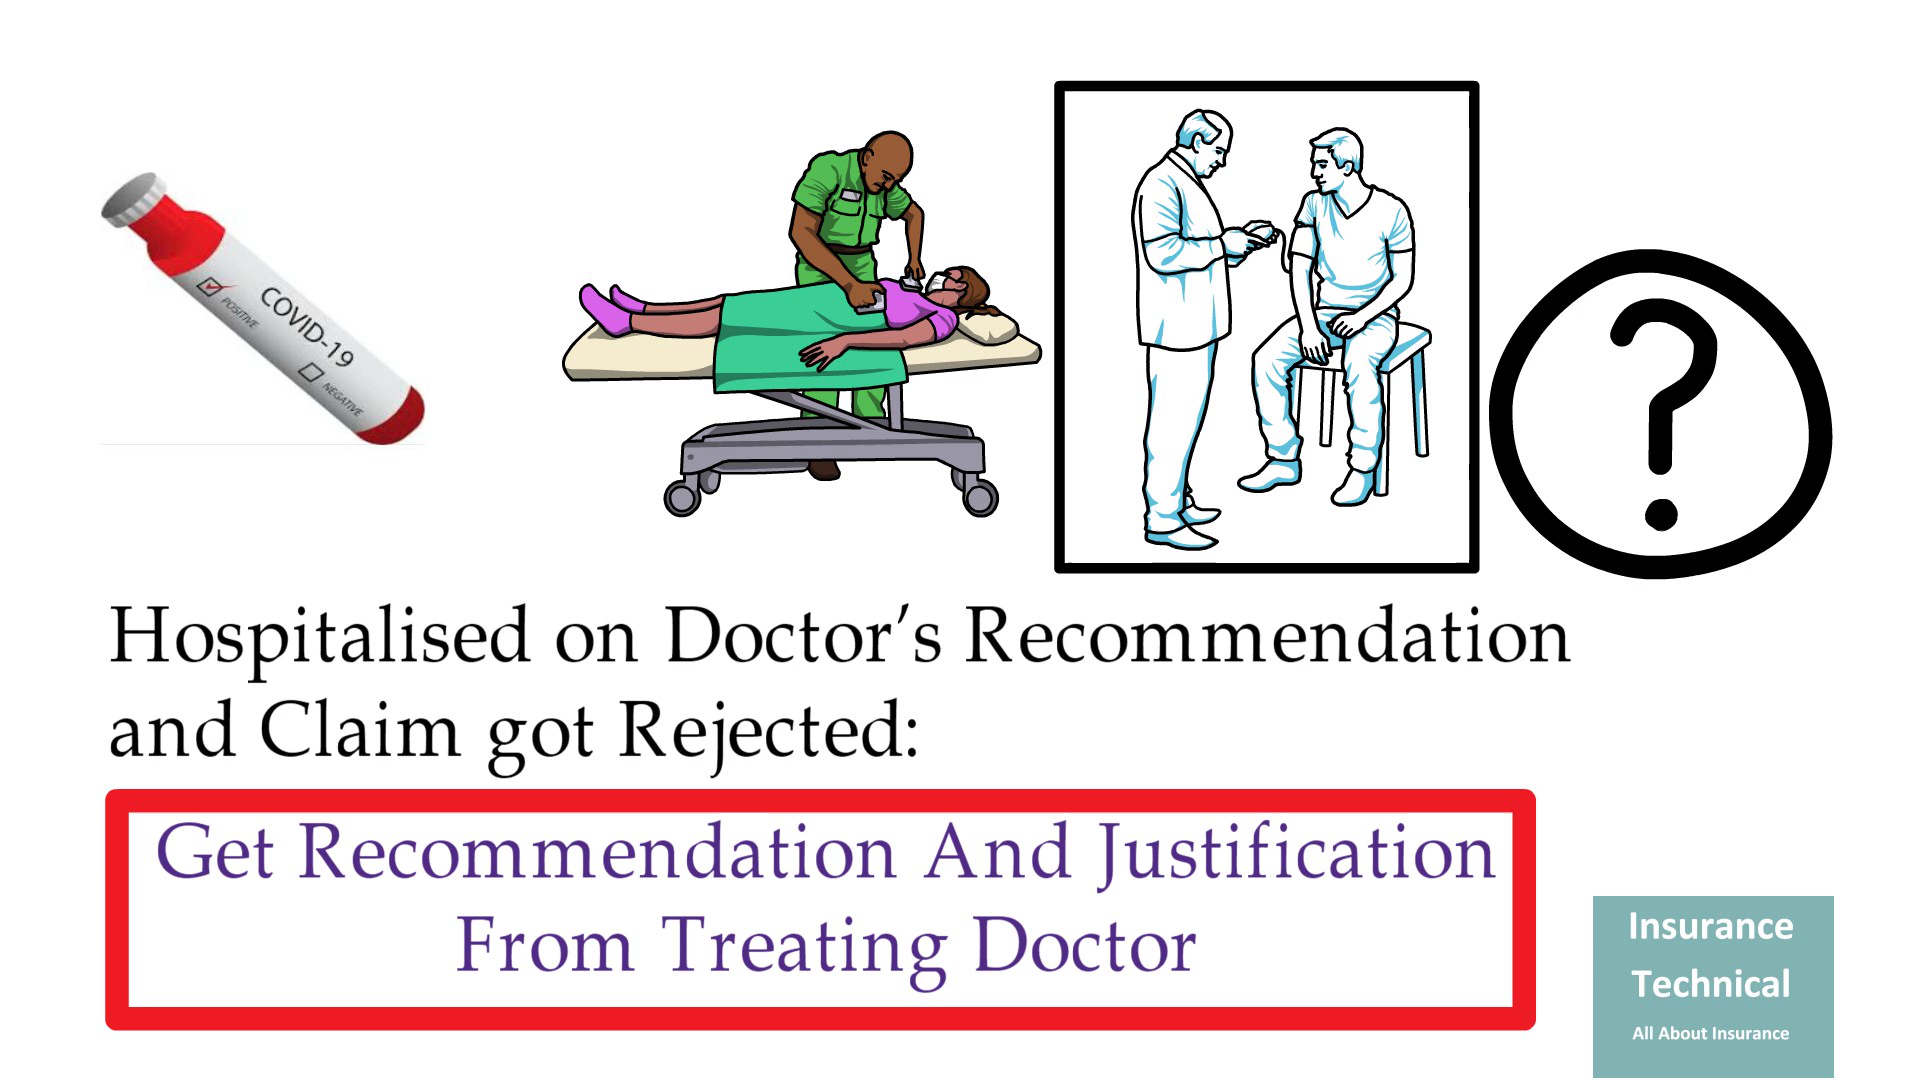 POSITIVE
COVID-19
NEGATIVE
Hospitalised on Doctor’s Recommendation
and Claim got Rejected:
Get Recommendation And Justification
From Treating Doctor
Insurance
Technical
All About Insurance